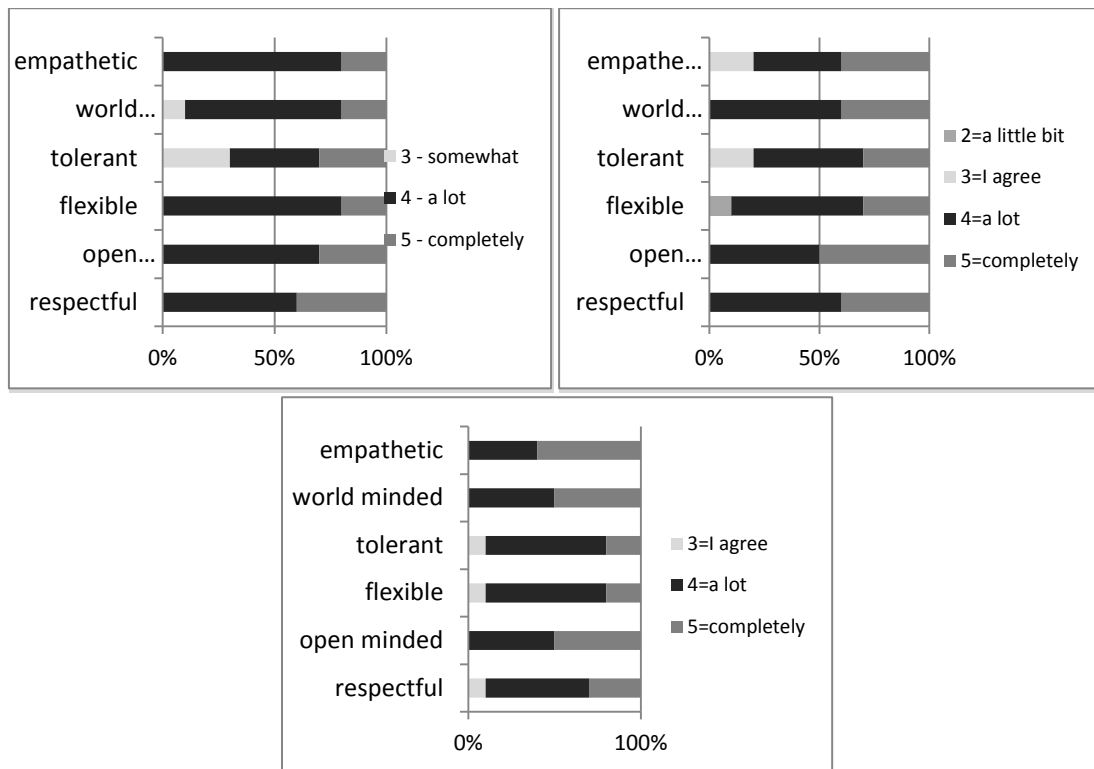 empathetic
world...
tolerant
flexible
open...
respectful
0% 50% 100%
3 - somewhat
4 - a lot
5 - completely
empathe...
world...
tolerant
flexible
open...
respectful
0% 50% 100%
2=a little bit
3=I agree
4=a lot
5=completely
empathetic
world minded
tolerant
flexible
open minded
respectful
0% 100%
3=I agree
4=a lot
5=completely